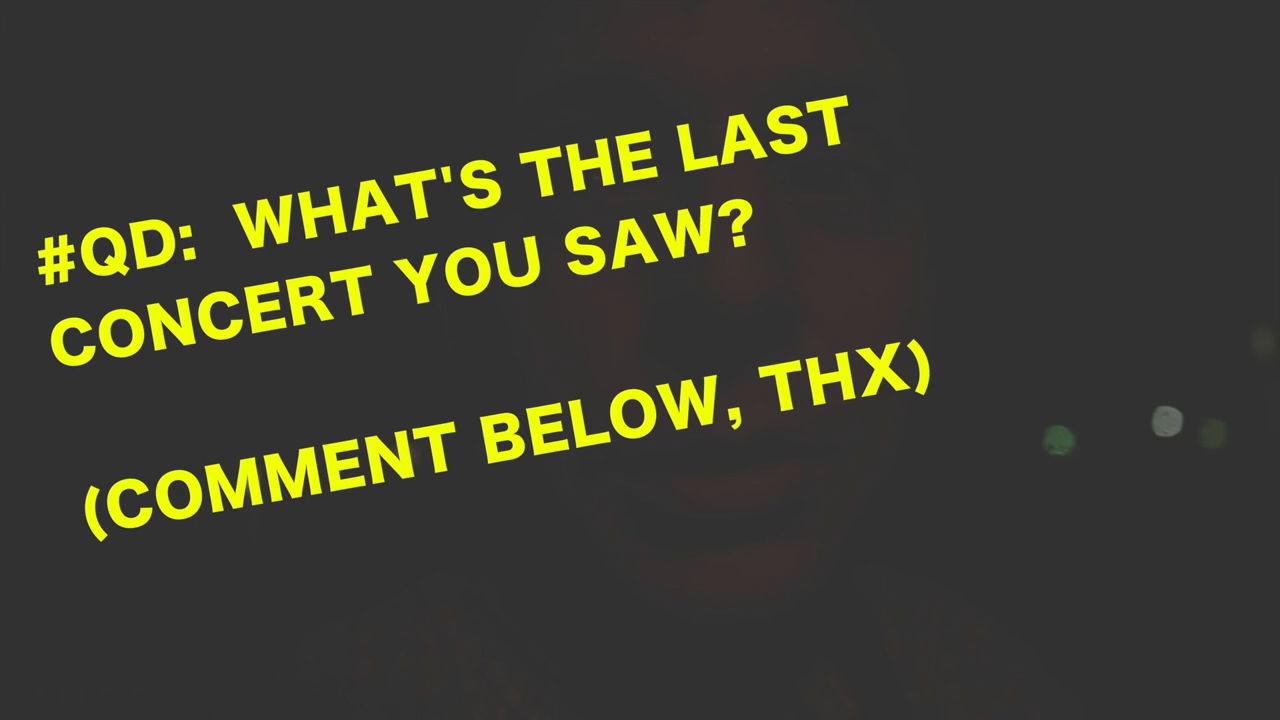 #QD:  WHAT'S THE LAST
CONCERT YOU SAW?
(COMMENT BELOW, THX)